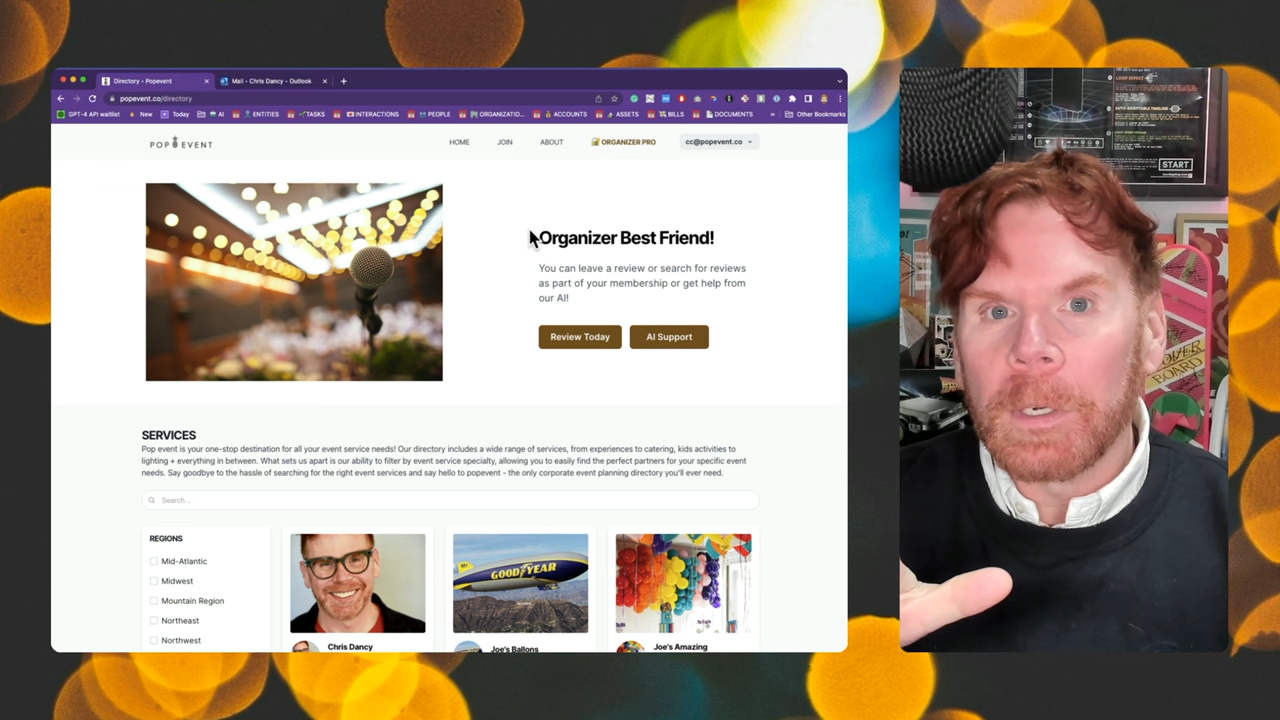 Directory - Popevent
Mail - Chris Dancy - Outlook
popevent.co/directory
GPT-4 API waitlist
New
Today
AI
ENTITIES
TASKS
INTERACTIONS
PEOPLE
ORGANIZATIO...
ACCOUNTS
ASSETS
BILLS
DOCUMENTS
»
Other Bookmarks
POP EVENT
HOME
JOIN
ABOUT
ORGANIZER PRO
cc@popevent.co
Organizer Best Friend!
You can leave a review or search for reviews
as part of your membership or get help from
our AI!
Review Today
AI Support
SERVICES
Pop event is your one-stop destination for all your event service needs! Our directory includes a wide range of services, from experiences to catering, kids activities to
lighting + everything in between. What sets us apart is our ability to filter by event service specialty, allowing you to easily find the perfect partners for your specific event
needs. Say goodbye to the hassle of searching for the right event services and say hello to popevent - the only corporate event planning directory you'll ever need.
Search...
REGIONS
Mid-Atlantic
Midwest
Mountain Region
Northeast
Northwest
GOODYEAR
Chris Dancy
Joe's Ballons
Joe's Amazing
START
BOARD